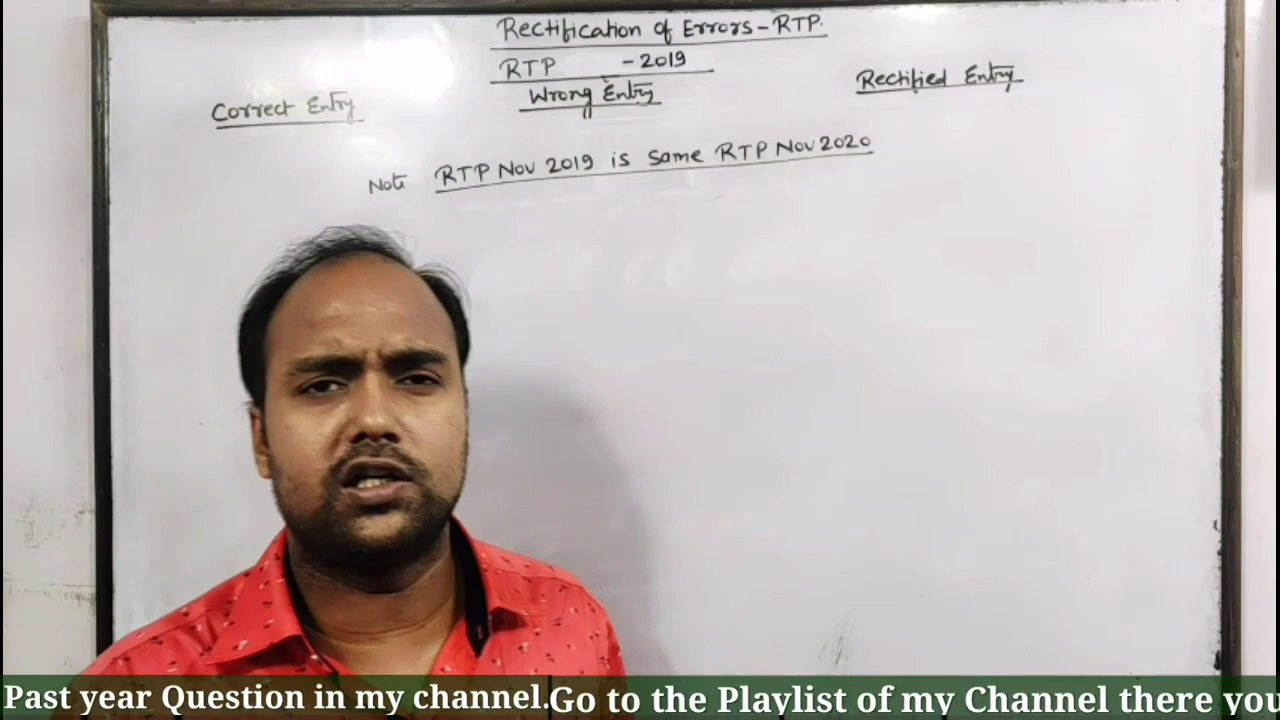 Rectification of Errors - RTP.
RTP - 2019
Correct Entry
Wrong Entry
Rectified Entry
Note RTP Nov 2019 is same RTP Nov 2020
Past year Question in my channel.Go to the Playlist of my Channel there you